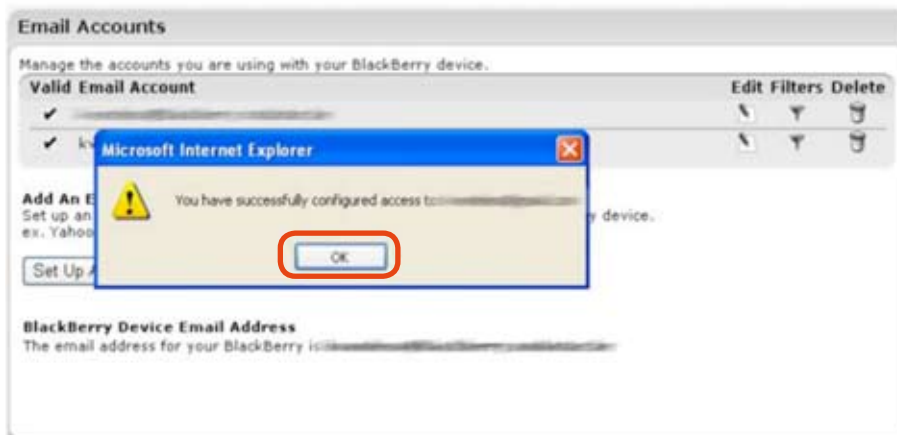 Email Accounts
Manage the accounts you are using with your BlackBerry device.
Valid Email Account Edit Filters Delete
Microsoft Internet Explorer
You have successfully configured access to
Add An E
Set up an y device.
ex. Yahoo
OK
Set Up A
BlackBerry Device Email Address
The email address for your BlackBerry is